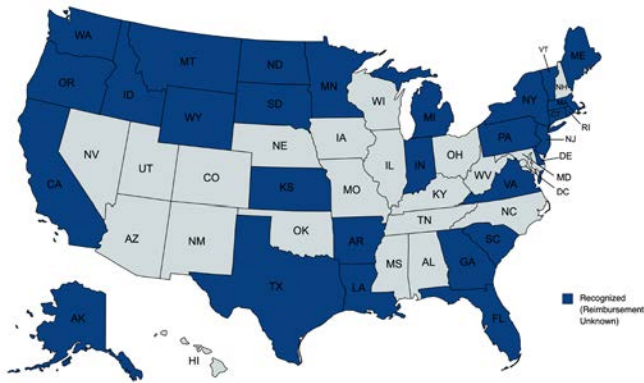 WA
MT
ND
MN
VT
ME
OR
ID
SD
WI
NH
NY
MA
WY
MI
CT
RI
IA
PA
NJ
NE
OH
DE
NV
IL
IN
MD
UT
WV
DC
CA
CO
KS
MO
KY
VA
NC
TN
OK
AR
SC
AZ
NM
MS
AL
GA
TX
LA
Recognized
(Reimbursement
Unknown)
FL
AK
HI